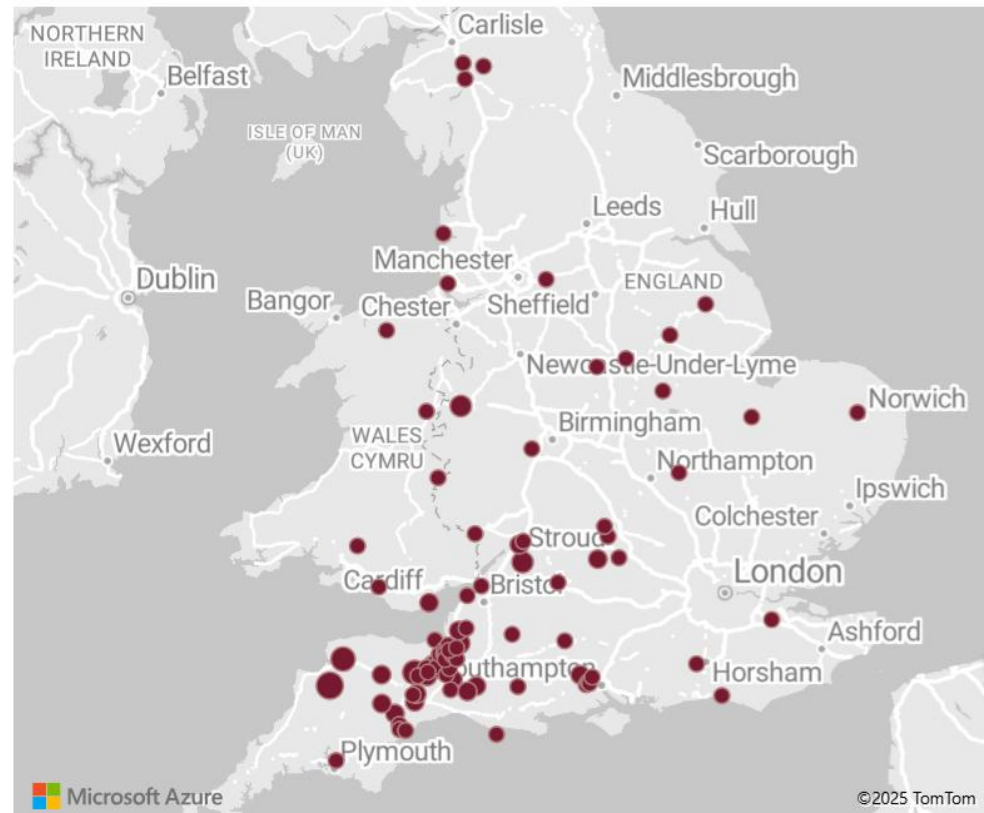 Carlisle
NORTHERN
IRELAND
Belfast
Middlesbrough
ISLE OF MAN
(UK)
Scarborough
Leeds
Hull
Manchester
Dublin
ENGLAND
Bangor
Chester
Sheffield
Newcastle-Under-Lyme
Norwich
Birmingham
Wexford
WALES
CYMRU
Northampton
Ipswich
Colchester
Stroud
Cardiff
Bristol
London
Ashford
Southampton
Horsham
Plymouth
Microsoft Azure
©2025 TomTom